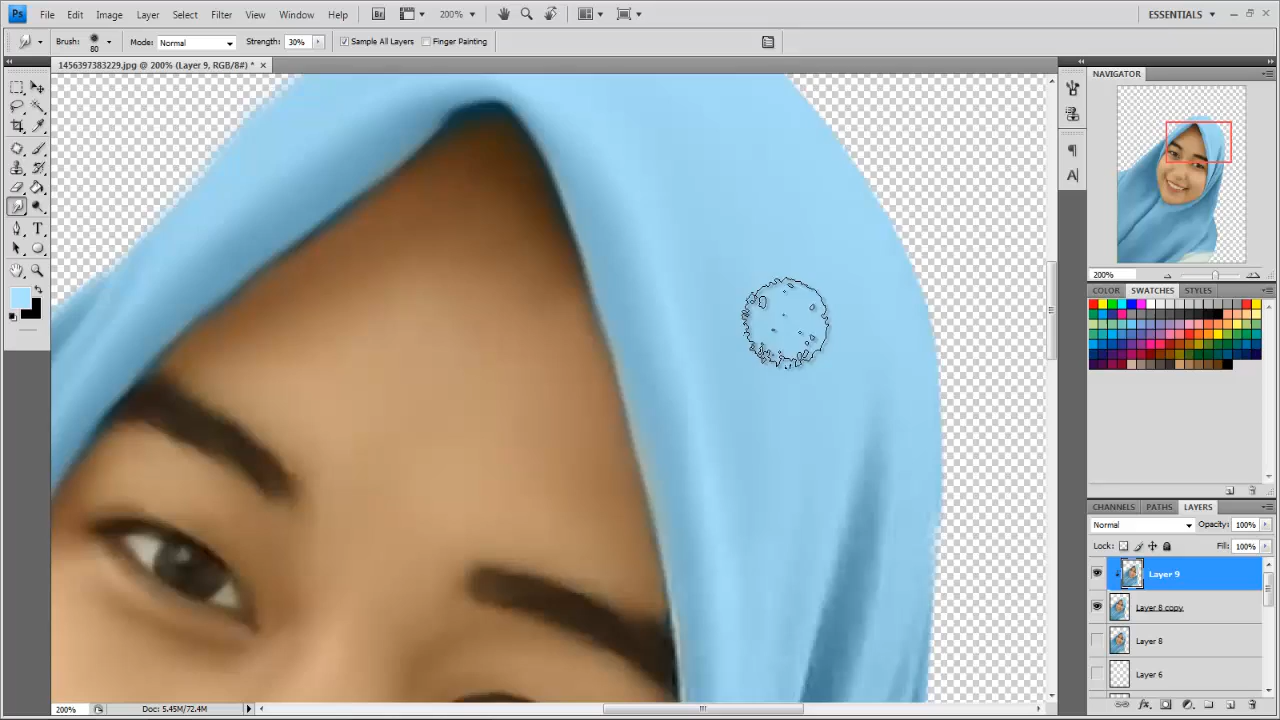 Ps File Edit Image Layer Select Filter View Window Help Br 200% ESSENTIALS
Brush: 80 Mode: Normal Strength: 30% Sample All Layers Finger Painting
1456397383229.jpg @ 200% (Layer 9, RGB/8#) *
NAVIGATOR
200%
COLOR SWATCHES STYLES
CHANNELS PATHS LAYERS
Normal Opacity: 100%
Lock: Fill: 100%
Layer 9
Layer 8 copy
Layer 8
Layer 6
200% Doc: 5.45M/72.4M